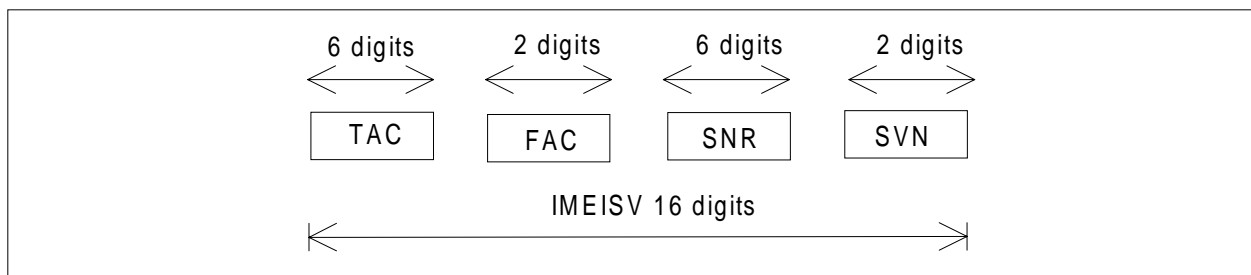 6 digits 2 digits 6 digits 2 digits
TAC FAC SNR SVN
IMEISV 16 digits